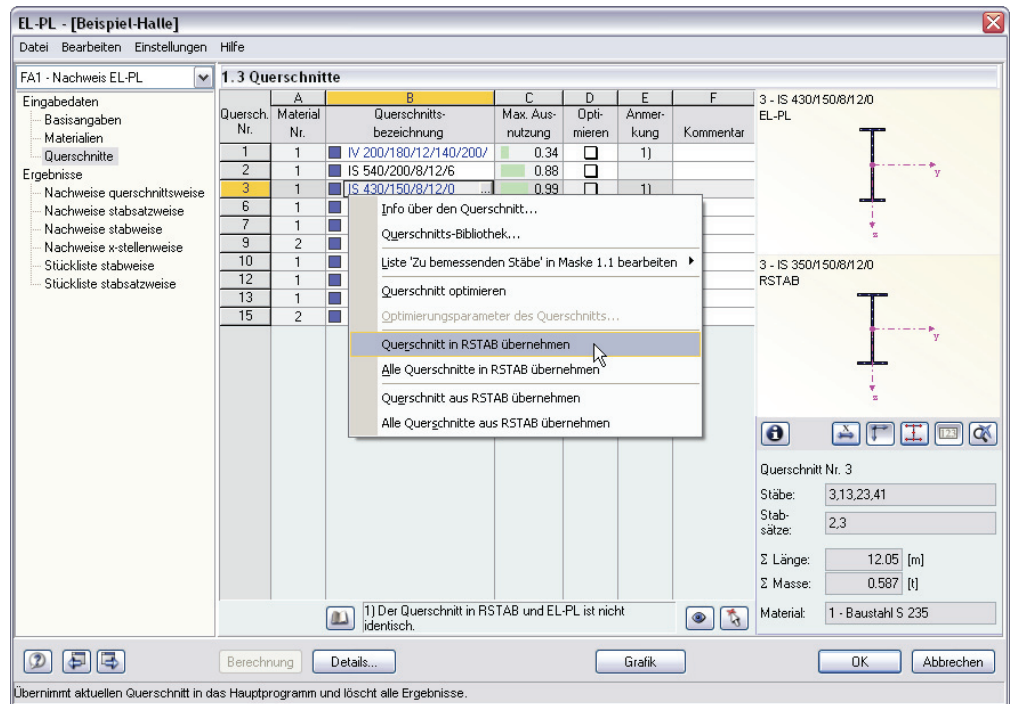 EL-PL - [Beispiel-Halle]
Datei Bearbeiten Einstellungen Hilfe
FA1 - Nachweis EL-PL
Eingabedaten
Basisangaben
Materialien
Querschnitte
Ergebnisse
Nachweise querschnittsweise
Nachweise stabsatzweise
Nachweise stabweise
Nachweise x-stellenweise
Stückliste stabweise
Stückliste stabsatzweise
1.3 Querschnitte
A B C D E F
Quersch. Material Querschnitts- Max. Aus- Opti- Anmer-
Nr. Nr. bezeichnung nutzung mieren kung Kommentar
1 1 IV 200/180/12/140/200/ 0.34 1)
2 1 IS 540/200/8/12/6 0.88
3 1 IS 430/150/8/12/0 ... 0.99 1)
6 1
7 1
9 2
10 1
12 1
13 1
15 2
Info über den Querschnitt...
Querschnitts-Bibliothek...
Liste 'Zu bemessenden Stäbe' in Maske 1.1 bearbeiten
Querschnitt optimieren
Optimierungsparameter des Querschnitts...
Querschnitt in RSTAB übernehmen
Alle Querschnitte in RSTAB übernehmen
Querschnitt aus RSTAB übernehmen
Alle Querschnitte aus RSTAB übernehmen
1) Der Querschnitt in RSTAB und EL-PL ist nicht
identisch.
3 - IS 430/150/8/12/0
EL-PL
y
z
3 - IS 350/150/8/12/0
RSTAB
y
z
Querschnitt Nr. 3
Stäbe: 3,13,23,41
Stab-
sätze: 2,3
Σ Länge: 12.05 [m]
Σ Masse: 0.587 [t]
Material: 1 - Baustahl S 235
Berechnung Details... Grafik OK Abbrechen
Übernimmt aktuellen Querschnitt in das Hauptprogramm und löscht alle Ergebnisse.